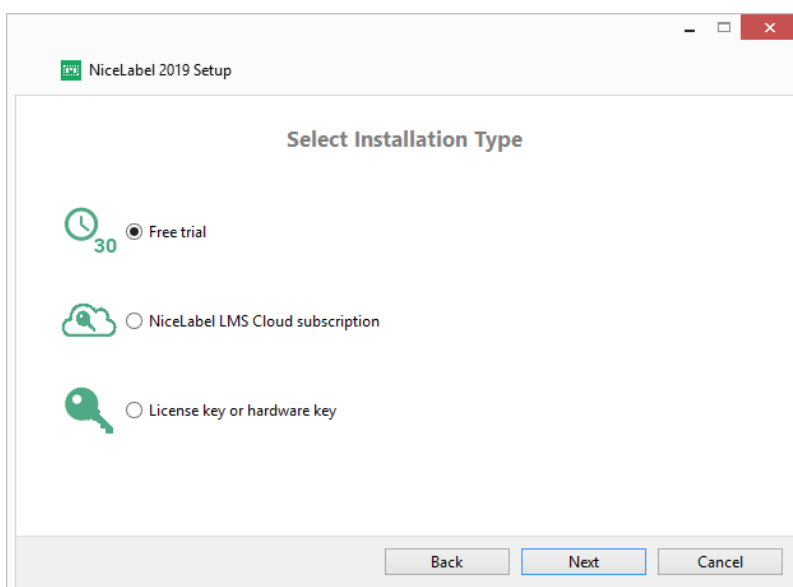 NiceLabel 2019 Setup
Select Installation Type
30
Free trial
NiceLabel LMS Cloud subscription
License key or hardware key
Back Next Cancel